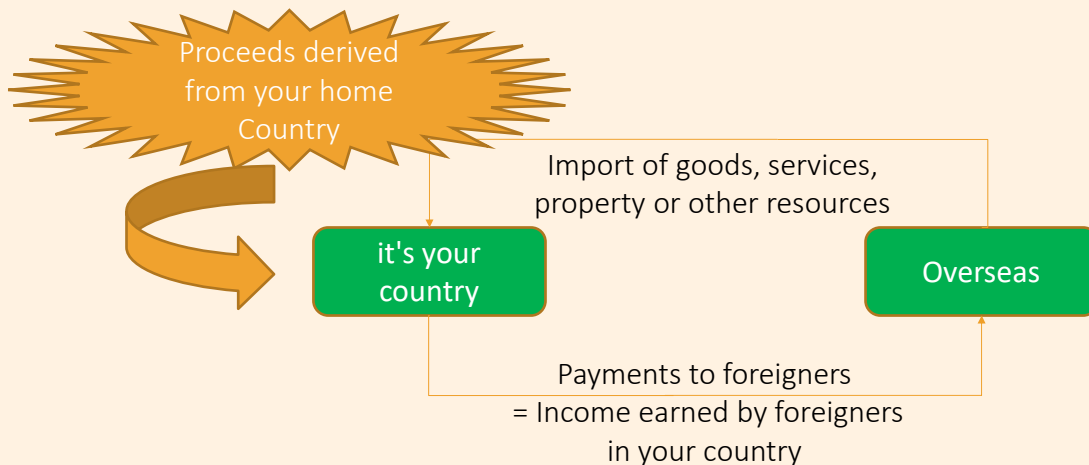 Proceeds derived
from your home
Country
Import of goods, services,
property or other resources
it's your
country
Overseas
Payments to foreigners
= Income earned by foreigners
in your country